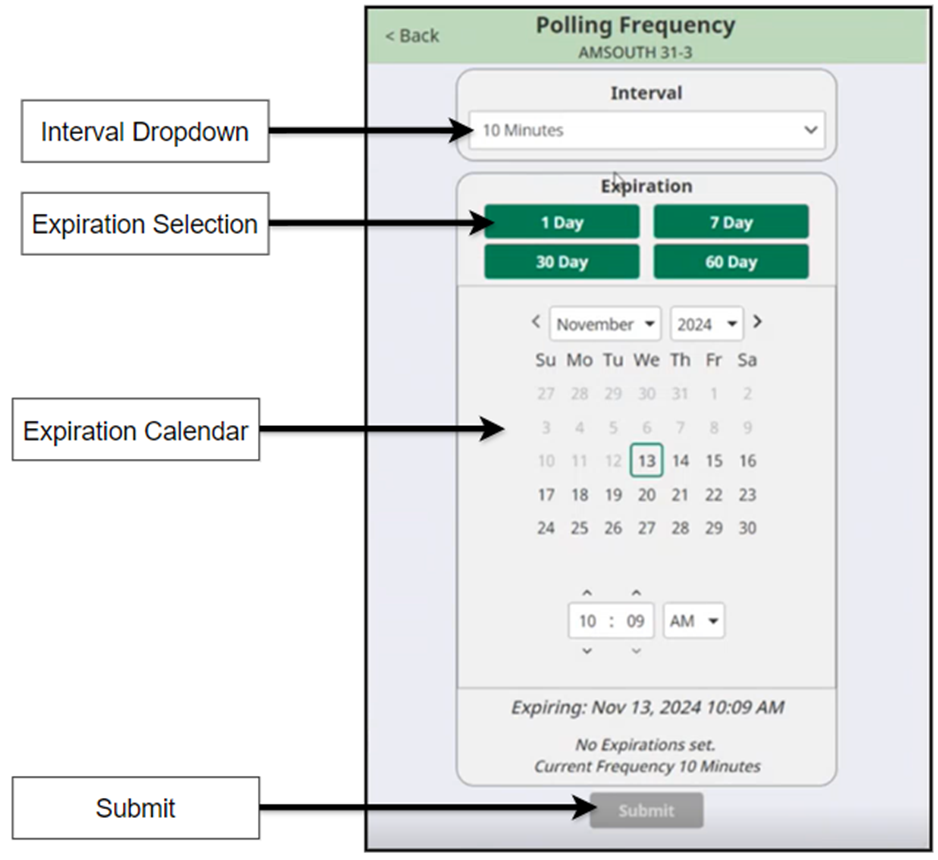 < Back
Polling Frequency
AMSOUTH 31-3
Interval
Interval Dropdown
10 Minutes
Expiration
Expiration Selection
1 Day 7 Day
30 Day 60 Day
< November 2024 >
Su Mo Tu We Th Fr Sa
27 28 29 30 31 1 2
3 4 5 6 7 8 9
Expiration Calendar
10 11 12 13 14 15 16
17 18 19 20 21 22 23
24 25 26 27 28 29 30
10 : 09 AM
Expiring: Nov 13, 2024 10:09 AM
No Expirations set.
Current Frequency 10 Minutes
Submit
Submit